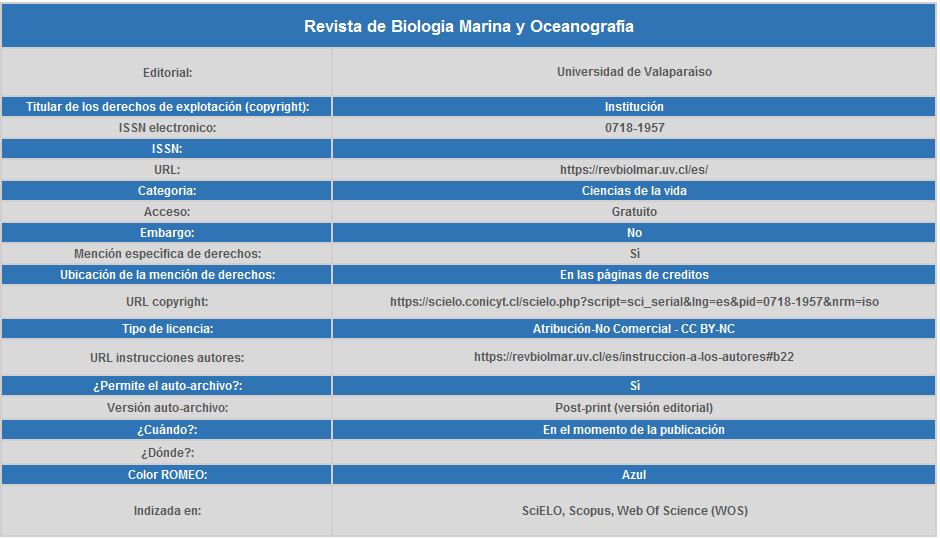 Revista de Biologia Marina y Oceanografía
Editorial: Universidad de Valaparaíso
Titular de los derechos de explotación (copyright): Institución
ISSN electronico: 0718-1957
ISSN:
URL: https://revbiolmar.uv.cl/es/
Categoria: Ciencias de la vida
Acceso: Gratuito
Embargo: No
Mención específica de derechos: Sí
Ubicación de la mención de derechos: En las páginas de creditos
URL copyright: https://scielo.conicyt.cl/scielo.php?script=sci_serial&lng=es&pid=0718-1957&nrm=iso
Tipo de licencia: Atribución-No Comercial - CC BY-NC
URL instrucciones autores: https://revbiolmar.uv.cl/es/instruccion-a-los-autores#b22
¿Permite el auto-archivo?: Sí
Versión auto-archivo: Post-print (versión editorial)
¿Cuándo?: En el momento de la publicación
¿Dónde?:
Color ROMEO: Azul
Indizada en: SciELO, Scopus, Web Of Science (WOS)